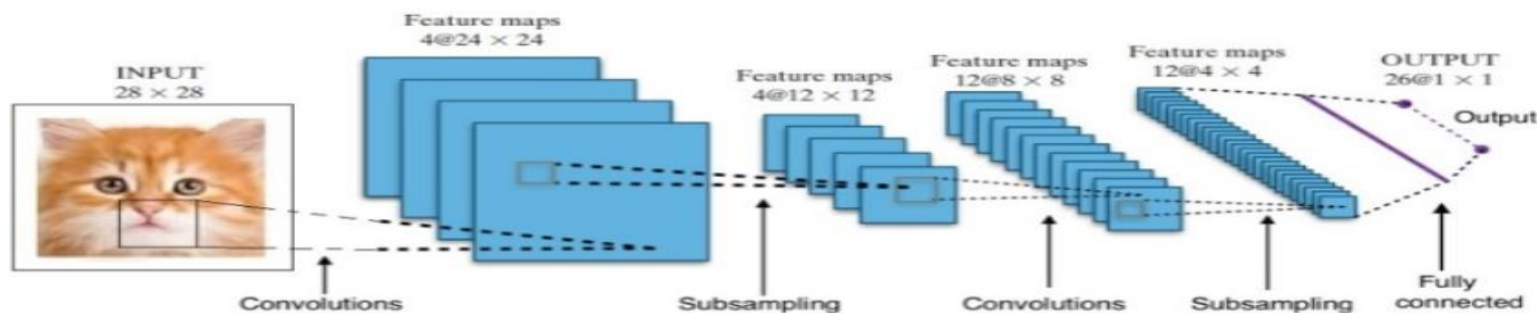 INPUT
28 × 28
Feature maps
4@24 × 24
Feature maps
4@12 × 12
Feature maps
12@8 × 8
Feature maps
12@4 × 4
OUTPUT
26@1 × 1
Output
Convolutions
Subsampling
Convolutions
Subsampling
Fully
connected